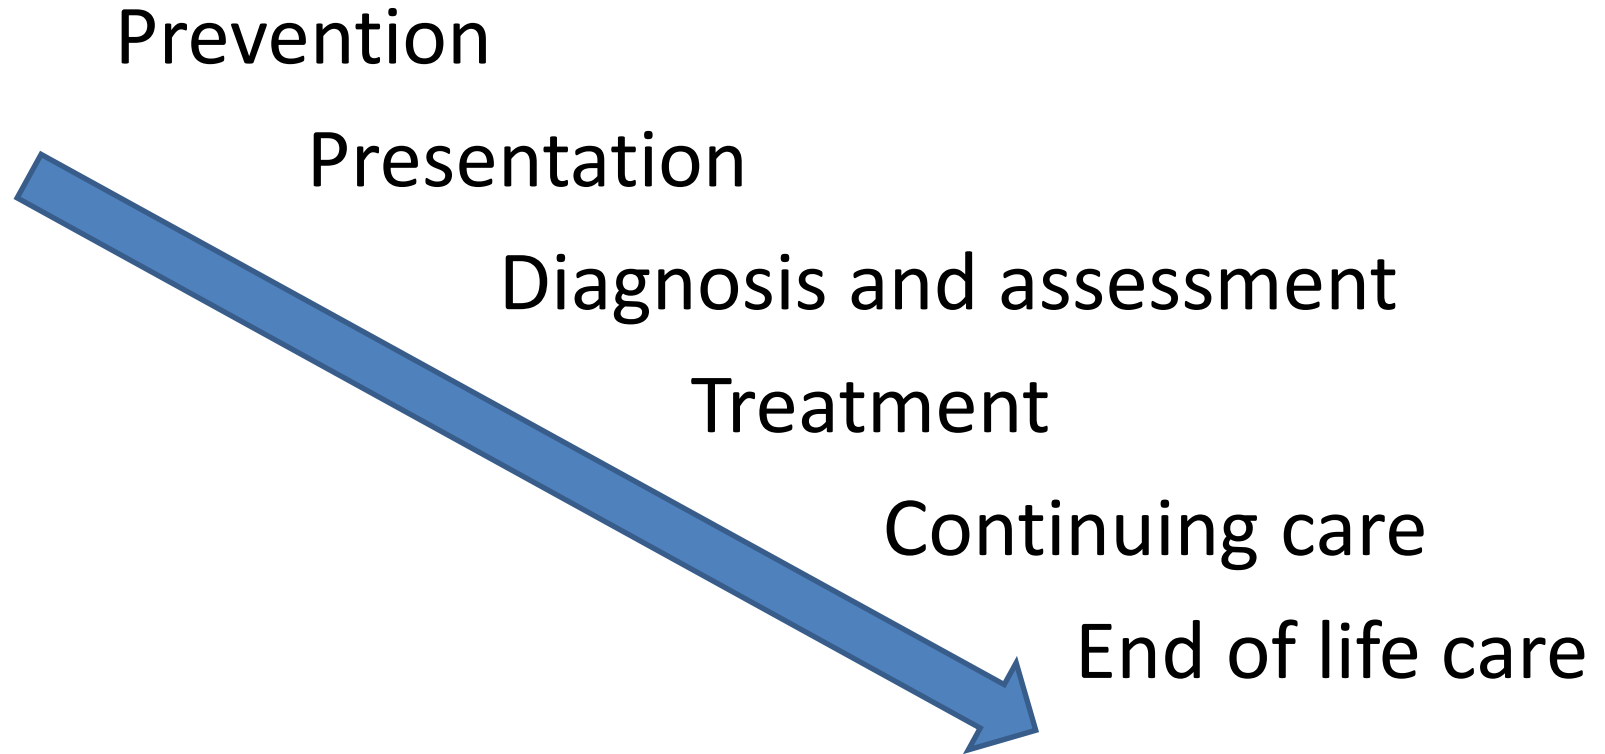 Prevention
Presentation
Diagnosis and assessment
Treatment
Continuing care
End of life care